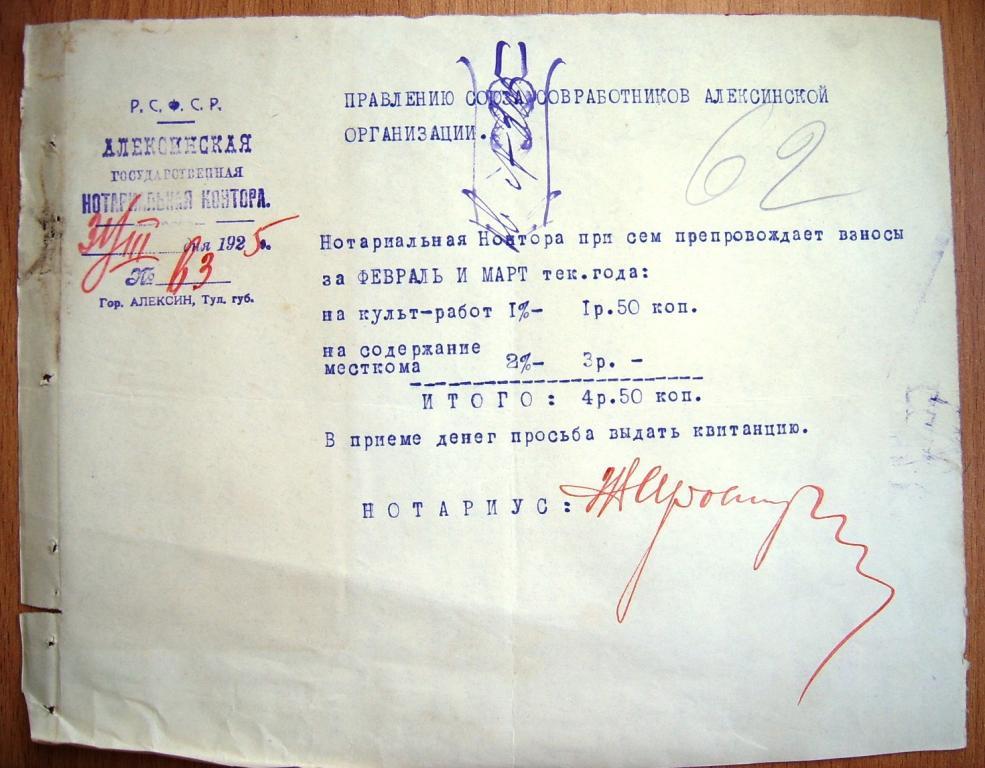 Р. С. Ф. С. Р.
АЛЕКСИНСКАЯ
ГОСУДАРСТВЕННАЯ
НОТАРИАЛЬНАЯ КОНТОРА.
III дня 1925 г.
№ 63
Гор. АЛЕКСИН, Тул. губ.
ПРАВЛЕНИЮ СОЮЗА СОВРАБОТНИКОВ АЛЕКСИНСКОЙ
ОРГАНИЗАЦИИ.
62
Нотариальная Контора при сем препровождает взносы
за ФЕВРАЛЬ И МАРТ тек.года:
на культ-работ 1%- 1р.50 коп.
на содержание
месткома 2%- 3р. -
ИТОГО: 4р.50 коп.
В приеме денег просьба выдать квитанцию.
НОТАРИУС: